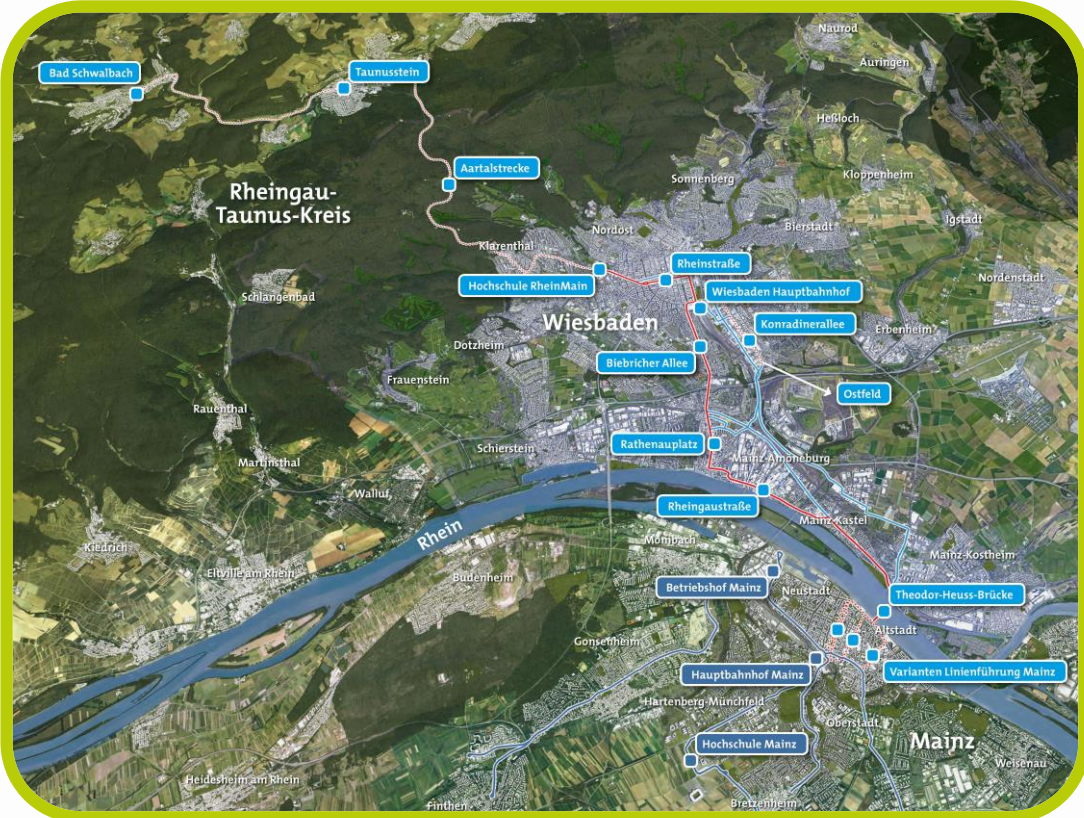 Naurod
Auringen
Bad Schwalbach
Taunusstein
Heßloch
Aartalstrecke
Sonnenberg
Kloppenheim
Rheingau-
Taunus-Kreis
Igstadt
Nordost
Bierstadt
Klarenthal
Rheinstraße
Nordenstadt
Hochschule RheinMain
Wiesbaden Hauptbahnhof
Schlangenbad
Wiesbaden
Konradinerallee
Erbenheim
Dotzheim
Biebricher Allee
Frauenstein
Ostfeld
Rauenthal
Rathenauplatz
Schierstein
Mainz-Amöneburg
Martinsthal
Walluf
Rheingaustraße
Mainz-Kastel
Rhein
Mombach
Kiedrich
Mainz-Kostheim
Eltville am Rhein
Budenheim
Betriebshof Mainz
Neustadt
Theodor-Heuss-Brücke
Altstadt
Gonsenheim
Hauptbahnhof Mainz
Varianten Linienführung Mainz
Hartenberg-Münchfeld
Oberstadt
Hochschule Mainz
Mainz
Weisenau
Heidesheim am Rhein
Finthen
Bretzenheim